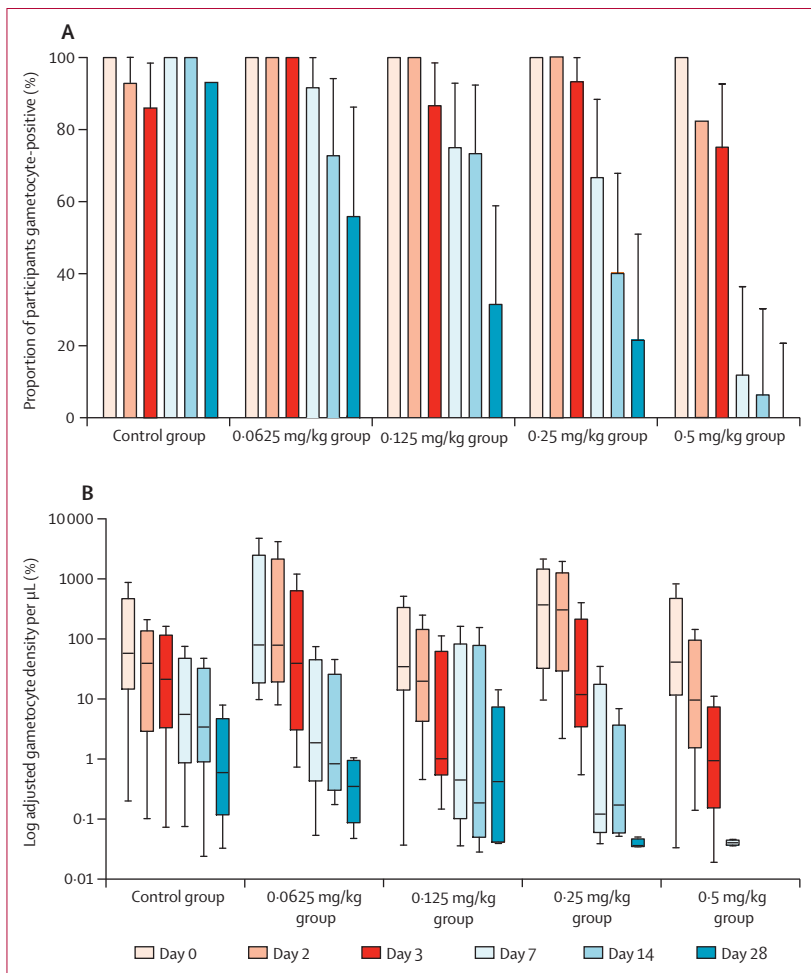 A
Proportion of participants gametocyte-positive (%)
100
80
60
40
20
0
Control group
0·0625 mg/kg group
0·125 mg/kg group
0·25 mg/kg group
0·5 mg/kg group
B
Log adjusted gametocyte density per μL (%)
10 000
1000
100
10
1
0·1
0·01
Control group
0·0625 mg/kg
group
0·125 mg/kg
group
0·25 mg/kg
group
0·5 mg/kg
group
Day 0
Day 2
Day 3
Day 7
Day 14
Day 28